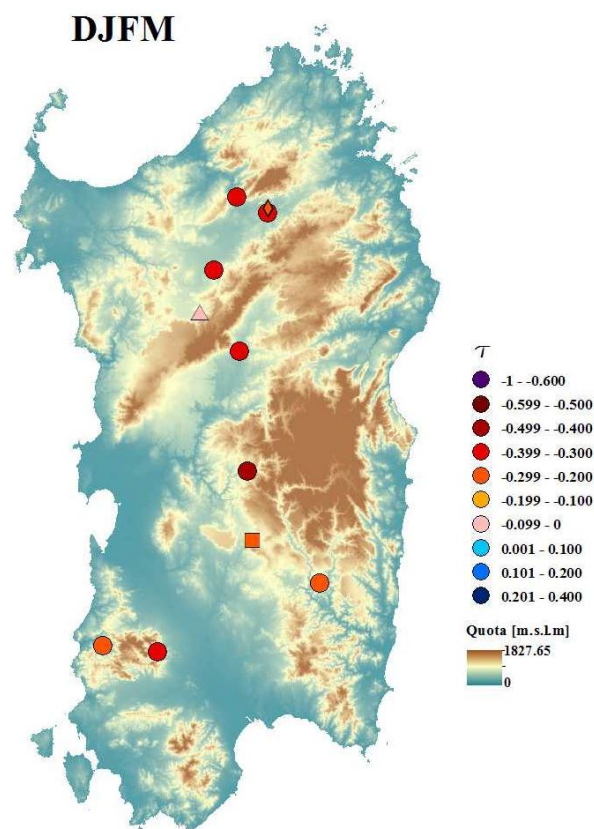 DJFM
τ
-1 - -0.600
-0.599 - -0.500
-0.499 - -0.400
-0.399 - -0.300
-0.299 - -0.200
-0.199 - -0.100
-0.099 - 0
0.001 - 0.100
0.101 - 0.200
0.201 - 0.400
Quota [m.s.l.m]
1827.65
-
0